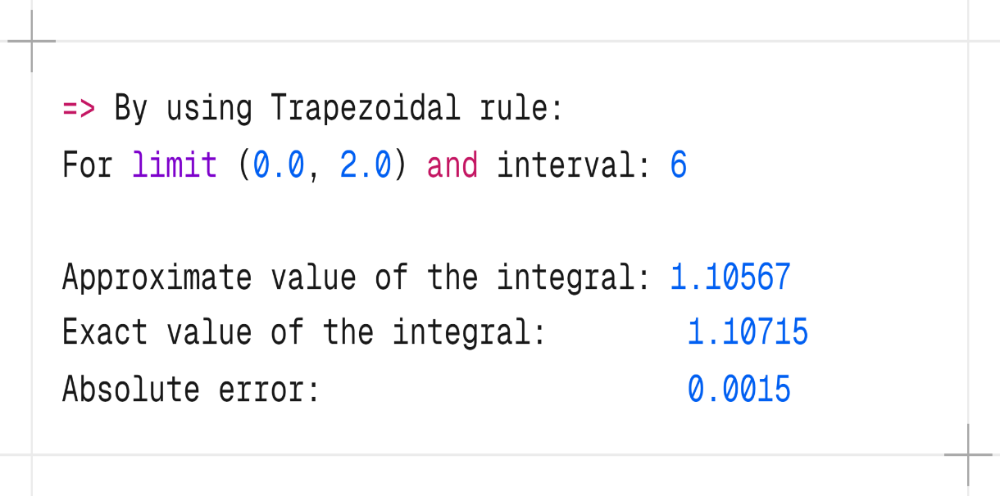 => By using Trapezoidal rule:
For limit (0.0, 2.0) and interval: 6
Approximate value of the integral: 1.10567
Exact value of the integral: 1.10715
Absolute error: 0.0015